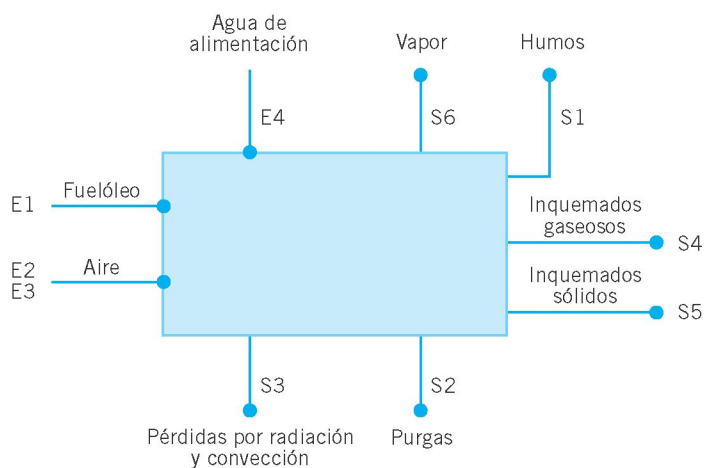 Agua de
alimentación
Vapor
Humos
E4
S6
S1
E1
Fuelóleo
Inquemados
gaseosos
S4
E2
E3
Aire
Inquemados
sólidos
S5
S3
S2
Pérdidas por radiación
y convección
Purgas